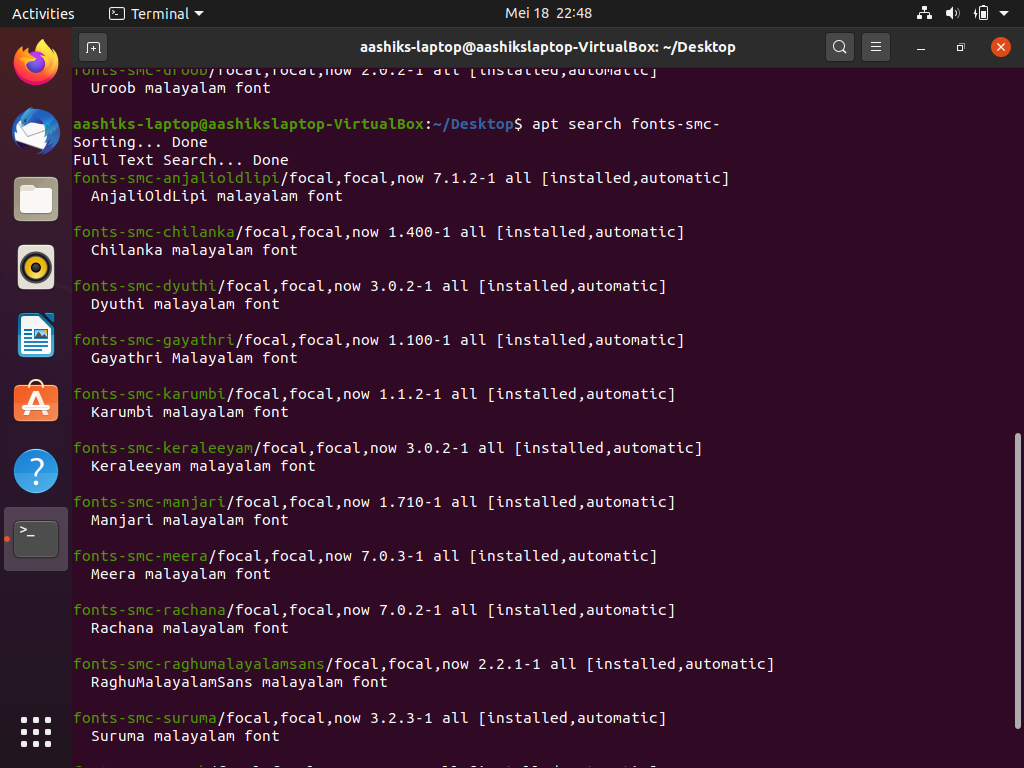 Activities Terminal Mei 18 22:48
aashiks-laptop@aashikslaptop-VirtualBox: ~/Desktop
fonts-smc-uroob/focal,focal,now 2.0.2-1 all [installed,automatic]
  Uroob malayalam font
aashiks-laptop@aashikslaptop-VirtualBox:~/Desktop$ apt search fonts-smc-
Sorting... Done
Full Text Search... Done
fonts-smc-anjalioldlipi/focal,focal,now 7.1.2-1 all [installed,automatic]
  AnjaliOldLipi malayalam font
fonts-smc-chilanka/focal,focal,now 1.400-1 all [installed,automatic]
  Chilanka malayalam font
fonts-smc-dyuthi/focal,focal,now 3.0.2-1 all [installed,automatic]
  Dyuthi malayalam font
fonts-smc-gayathri/focal,focal,now 1.100-1 all [installed,automatic]
  Gayathri Malayalam font
fonts-smc-karumbi/focal,focal,now 1.1.2-1 all [installed,automatic]
  Karumbi malayalam font
fonts-smc-keraleeyam/focal,focal,now 3.0.2-1 all [installed,automatic]
  Keraleeyam malayalam font
fonts-smc-manjari/focal,focal,now 1.710-1 all [installed,automatic]
  Manjari malayalam font
fonts-smc-meera/focal,focal,now 7.0.3-1 all [installed,automatic]
  Meera malayalam font
fonts-smc-rachana/focal,focal,now 7.0.2-1 all [installed,automatic]
  Rachana malayalam font
fonts-smc-raghumalayalamsans/focal,focal,now 2.2.1-1 all [installed,automatic]
  RaghuMalayalamSans malayalam font
fonts-smc-suruma/focal,focal,now 3.2.3-1 all [installed,automatic]
  Suruma malayalam font